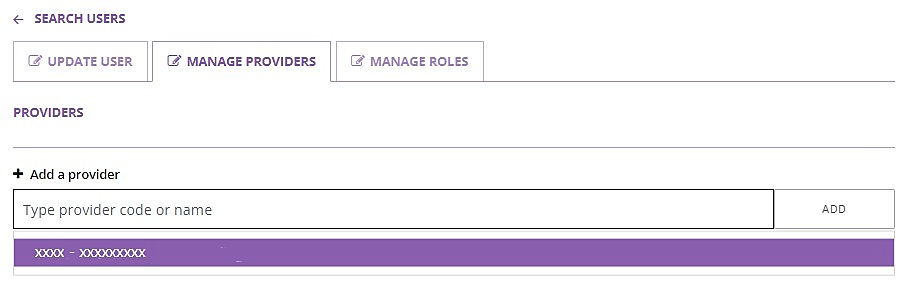 ← SEARCH USERS
UPDATE USER MANAGE PROVIDERS MANAGE ROLES
PROVIDERS
+ Add a provider
Type provider code or name ADD
xxxx - xxxxxxxxx